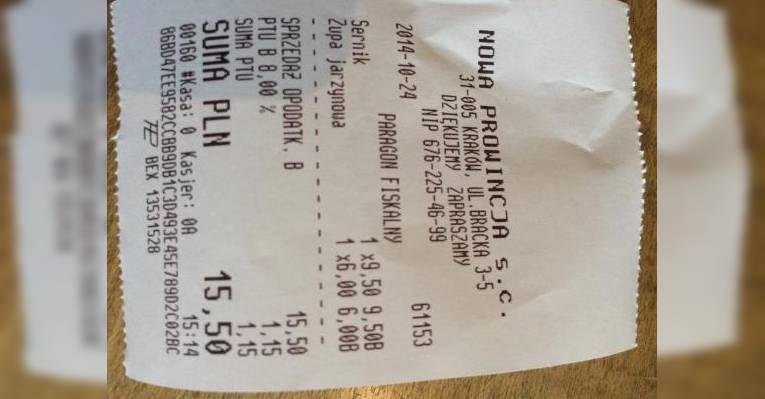 NOWA PROWINCJA s.c.
31-005 KRAKÓW, UL.BRACKA 3-5
DZIĘKUJEMY ZAPRASZAMY
NIP 676-225-46-99
2014-10-24 61153
PARAGON FISKALNY
Sernik 1 x9,50 9,50B
Zupa jarzynowa 1 x6,00 6,00B
- - - - - - - - - - - - - - - - - - - -
SPRZEDAŻ OPODATK. B 15,50
PTU B 8,00 % 1,15
SUMA PTU 1,15
SUMA PLN 15,50
00160 #Kasa: 0 Kasjer: 0A 15:14
BEX 13531528